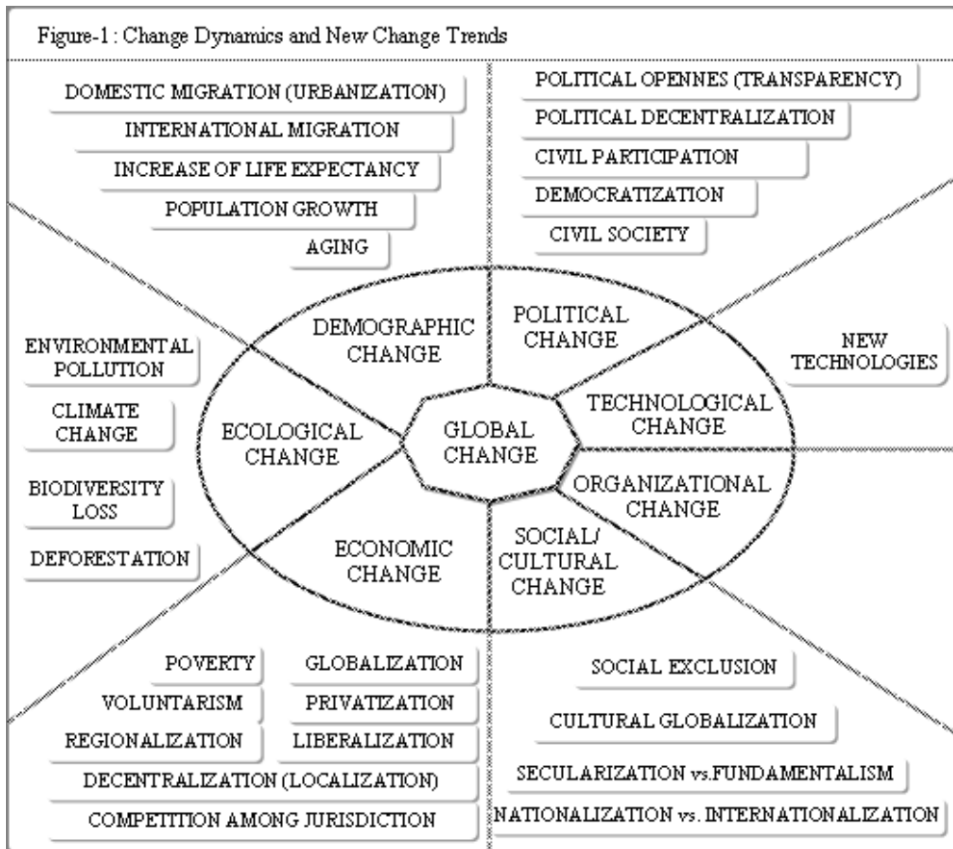 Figure-1: Change Dynamics and New Change Trends
DOMESTIC MIGRATION (URBANIZATION)
INTERNATIONAL MIGRATION
INCREASE OF LIFE EXPECTANCY
POPULATION GROWTH
AGING
POLITICAL OPENNES (TRANSPARENCY)
POLITICAL DECENTRALIZATION
CIVIL PARTICIPATION
DEMOCRATIZATION
CIVIL SOCIETY
DEMOGRAPHIC
CHANGE
POLITICAL
CHANGE
ENVIRONMENTAL
POLLUTION
CLIMATE
CHANGE
BIODIVERSITY
LOSS
DEFORESTATION
ECOLOGICAL
CHANGE
GLOBAL
CHANGE
TECHNOLOGICAL
CHANGE
NEW
TECHNOLOGIES
ORGANIZATIONAL
CHANGE
ECONOMIC
CHANGE
SOCIAL/
CULTURAL
CHANGE
POVERTY
VOLUNTARISM
REGIONALIZATION
GLOBALIZATION
PRIVATIZATION
LIBERALIZATION
DECENTRALIZATION (LOCALIZATION)
COMPETITION AMONG JURISDICTION
SOCIAL EXCLUSION
CULTURAL GLOBALIZATION
SECULARIZATION vs.FUNDAMENTALISM
NATIONALIZATION vs. INTERNATIONALIZATION